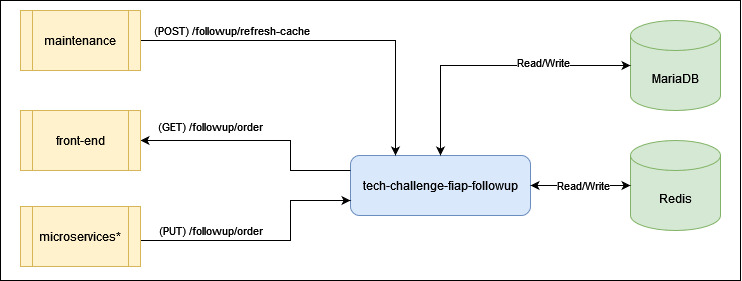 maintenance
(POST) /followup/refresh-cache
Read/Write
MariaDB
front-end
(GET) /followup/order
tech-challenge-fiap-followup
Read/Write
Redis
microservices*
(PUT) /followup/order